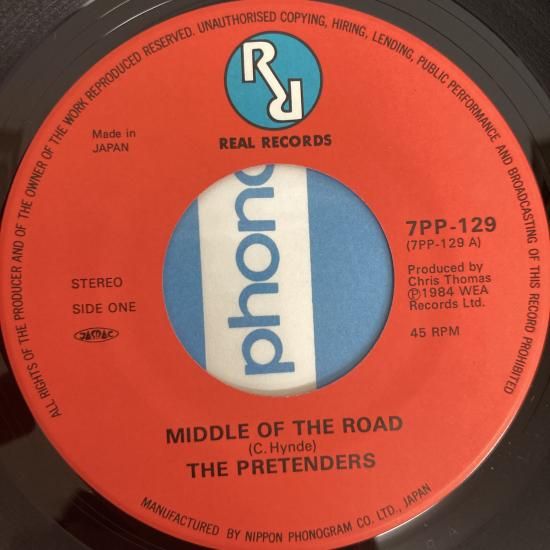 ALL RIGHTS OF THE PRODUCER AND OF THE OWNER OF THE WORK REPRODUCED RESERVED. UNAUTHORISED COPYING, HIRING, LENDING, PUBLIC PERFORMANCE AND BROADCASTING OF THIS RECORD PROHIBITED
RR
REAL RECORDS
Made in
JAPAN
phono
7PP-129
(7PP-129 A)
STEREO
SIDE ONE
JASRAC
Produced by
Chris Thomas
Ⓟ1984 WEA
Records Ltd.
45 RPM
MIDDLE OF THE ROAD
(C. Hynde)
THE PRETENDERS
MANUFACTURED BY NIPPON PHONOGRAM CO. LTD., JAPAN